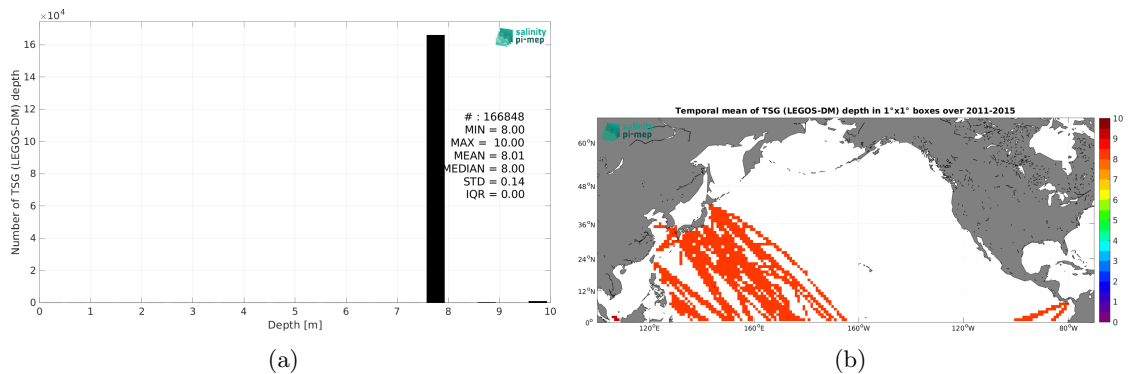 ×10⁴
16
14
12
10
8
6
4
2
0
Number of TSG (LEGOS-DM) depth
0 1 2 3 4 5 6 7 8 9 10
Depth [m]
salinity
pi-mep
# : 166848
MIN = 8.00
MAX = 10.00
MEAN = 8.01
MEDIAN = 8.00
STD = 0.14
IQR = 0.00
(a)
Temporal mean of TSG (LEGOS-DM) depth in 1°x1° boxes over 2011-2015
salinity
pi-mep
60°N
48°N
36°N
24°N
12°N
0°
120°E 160°E 160°W 120°W 80°W
10
9
8
7
6
5
4
3
2
1
0
(b)